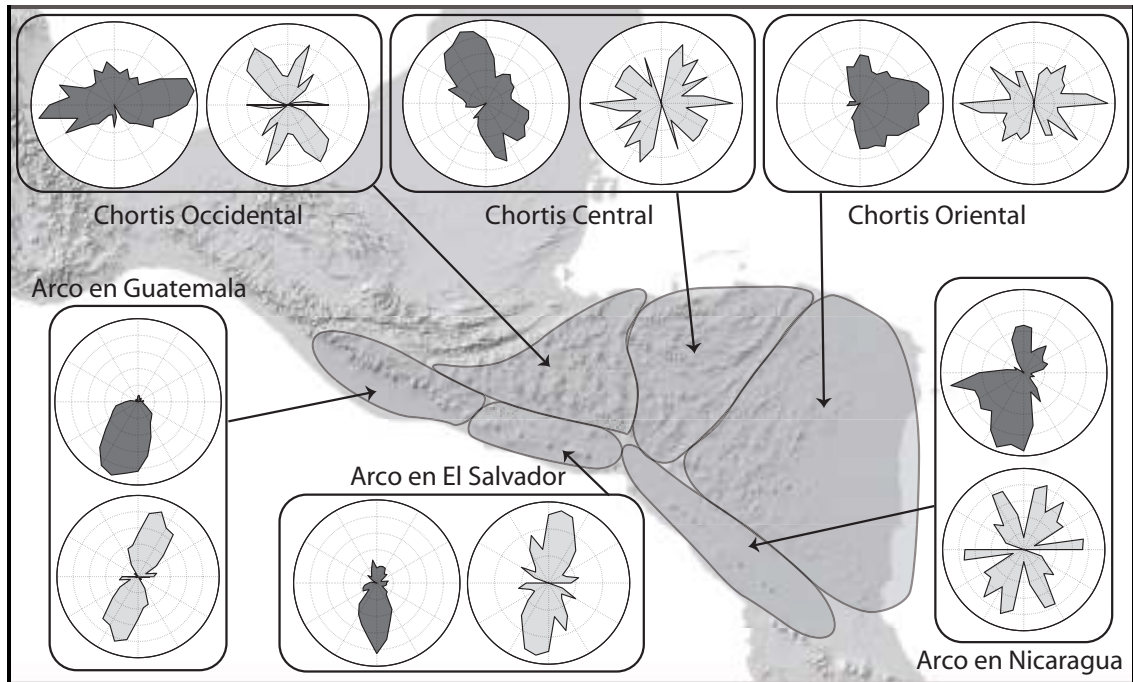 Chortis Occidental
Chortis Central
Chortis Oriental
Arco en Guatemala
Arco en El Salvador
Arco en Nicaragua